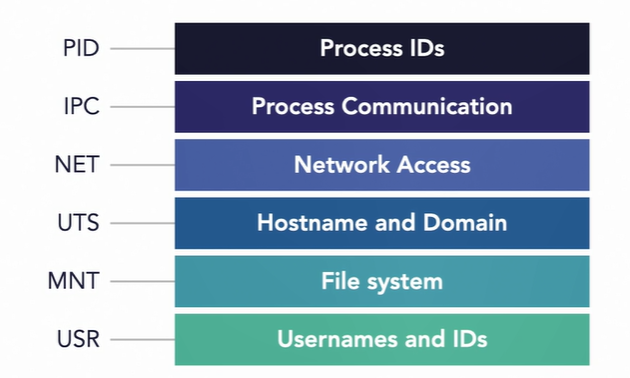 PID Process IDs
IPC Process Communication
NET Network Access
UTS Hostname and Domain
MNT File system
USR Usernames and IDs